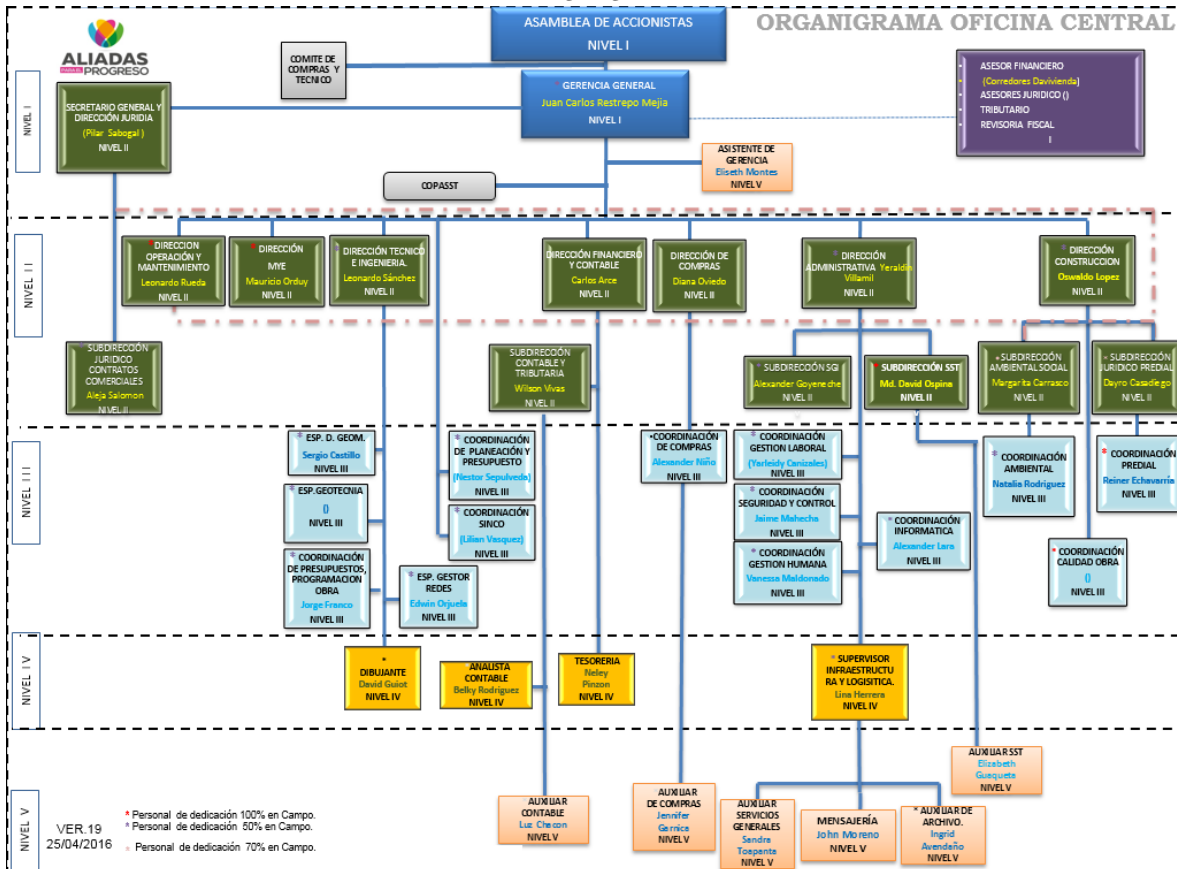 ASAMBLEA DE ACCIONISTAS
NIVEL I
ORGANIGRAMA OFICINA CENTRAL
ALIADAS
PARA EL PROGRESO
COMITE DE
COMPRAS Y
TECNICO
* GERENCIA GENERAL
Juan Carlos Restrepo Mejia
NIVEL I
ASESOR FINANCIERO
(Corredores Davivienda)
ASESORES JURIDICO ()
TRIBUTARIO
REVISORIA FISCAL
I
NIVEL I
SECRETARIO GENERAL Y
DIRECCIÓN JURIDIA
(Pilar Sabogal )
NIVEL II
ASISTENTE DE
GERENCIA
Eliseth Montes
NIVEL V
COPASST
NIVEL II
* DIRECCION
OPERACIÓN Y
MANTENIMIENTO
Leonardo Rueda
NIVEL II
* DIRECCIÓN
MYE
Mauricio Orduy
NIVEL II
* DIRECCIÓN TECNICO
E INGENIERIA.
Leonardo Sánchez
NIVEL II
DIRECCIÓN FINANCIERO
Y CONTABLE
Carlos Arce
NIVEL II
DIRECCIÓN DE
COMPRAS
Diana Oviedo
NIVEL II
* DIRECCIÓN
ADMINISTRATIVA Yeraldin
Villamil
NIVEL II
* DIRECCIÓN
CONSTRUCCION
Oswaldo Lopez
NIVEL II
* SUBDIRECCIÓN
JURIDICO
CONTRATOS
COMERCIALES
Aleja Salomon
NIVEL II
SUBDIRECCIÓN
CONTABLE Y
TRIBUTARIA
Wilson Vivas
NIVEL II
* SUBDIRECCIÓN SGI
Alexander Goyeneche
NIVEL II
* SUBDIRECCIÓN SST
Md. David Ospina
NIVEL II
* SUBDIRECCIÓN
AMBIENTAL SOCIAL
Margarita Carrasco
NIVEL II
* SUBDIRECCIÓN
JURIDICO PREDIAL
Dayro Casadiego
NIVEL II
NIVEL III
* ESP. D. GEOM.
Sergio Castillo
NIVEL III
* COORDINACIÓN
DE PLANEACIÓN Y
PRESUPUESTO
(Nestor Sepulveda)
NIVEL III
*COORDINACIÓN
DE COMPRAS
Alexander Niño
NIVEL III
* COORDINACIÓN
GESTION LABORAL
(Yarleidy Canizales)
NIVEL III
* COORDINACIÓN
AMBIENTAL
Natalia Rodriguez
NIVEL III
* COORDINACIÓN
PREDIAL
Reiner Echavarría
NIVEL III
* ESP.GEOTECNIA
()
NIVEL III
* COORDINACIÓN
SINCO
(Lilian Vasquez)
NIVEL III
* COORDINACIÓN
SEGURIDAD Y CONTROL
Jaime Mahecha
NIVEL III
* COORDINACIÓN
INFORMATICA
Alexander Lara
NIVEL III
* COORDINACIÓN
DE PRESUPUESTOS,
PROGRAMACION
OBRA
Jorge Franco
NIVEL III
* ESP. GESTOR
REDES
Edwin Orjuela
NIVEL III
* COORDINACIÓN
GESTION HUMANA
Vanessa Maldonado
NIVEL III
* COORDINACIÓN
CALIDAD OBRA
()
NIVEL III
NIVEL IV
*
DIBUJANTE
David Guiot
NIVEL IV
ANALISTA
CONTABLE
Belky Rodriguez
NIVEL IV
TESORERIA
Neley
Pinzon
NIVEL IV
* SUPERVISOR
INFRAESTRUCTU
RA Y LOGISITICA.
Lina Herrera
NIVEL IV
AUXILIAR SST
Elizabeth
Guaqueta
NIVEL V
NIVEL V
VER.19
25/04/2016
* Personal de dedicación 100% en Campo.
* Personal de dedicación 50% en Campo.
* Personal de dedicación 70% en Campo.
AUXILIAR
CONTABLE
Luz Chacon
NIVEL V
AUXILIAR
DE COMPRAS
Jennifer
Garnica
NIVEL V
AUXILIAR
SERVICIOS
GENERALES
Sandra
Toapanta
NIVEL V
MENSAJERÍA
John Moreno
NIVEL V
* AUXILIAR DE
ARCHIVO.
Ingrid
Avendaño
NIVEL V